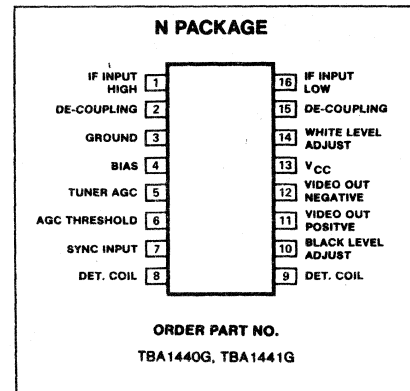 N PACKAGE
IF INPUT
HIGH
1
16
IF INPUT
LOW
DE-COUPLING
2
15
DE-COUPLING
GROUND
3
14
WHITE LEVEL
ADJUST
BIAS
4
13
VCC
TUNER AGC
5
12
VIDEO OUT
NEGATIVE
AGC THRESHOLD
6
11
VIDEO OUT
POSITVE
SYNC INPUT
7
10
BLACK LEVEL
ADJUST
DET. COIL
8
9
DET. COIL
ORDER PART NO.
TBA1440G, TBA1441G